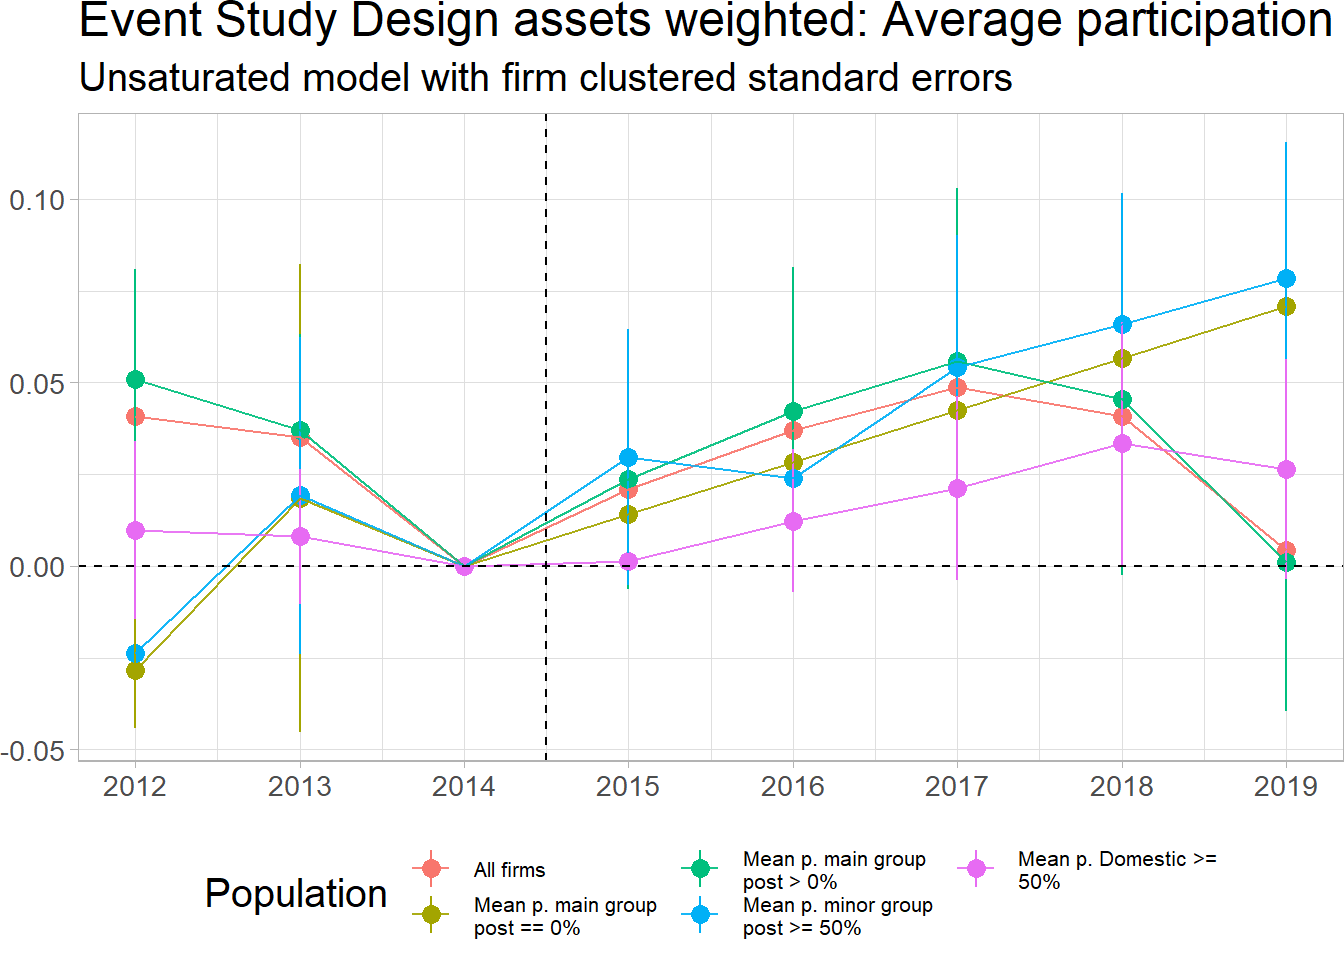 Event Study Design assets weighted: Average participation
Unsaturated model with firm clustered standard errors
0.10
0.05
0.00
-0.05
2012 2013 2014 2015 2016 2017 2018 2019
Population
All firms
Mean p. main group
post == 0%
Mean p. main group
post > 0%
Mean p. minor group
post >= 50%
Mean p. Domestic >=
50%